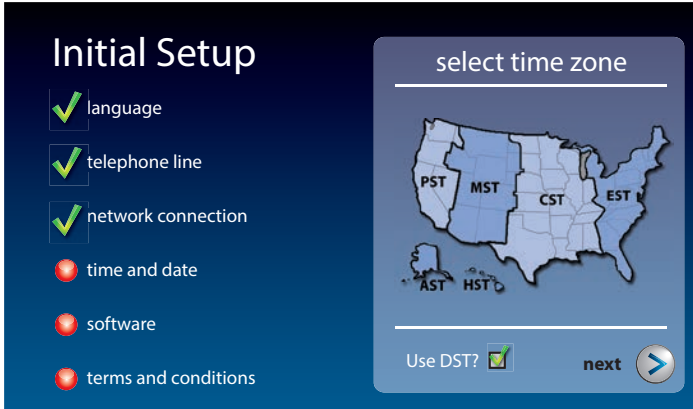 Initial Setup
language
telephone line
network connection
time and date
software
terms and conditions
select time zone
PST
MST
CST
EST
AST
HST
Use DST?
next